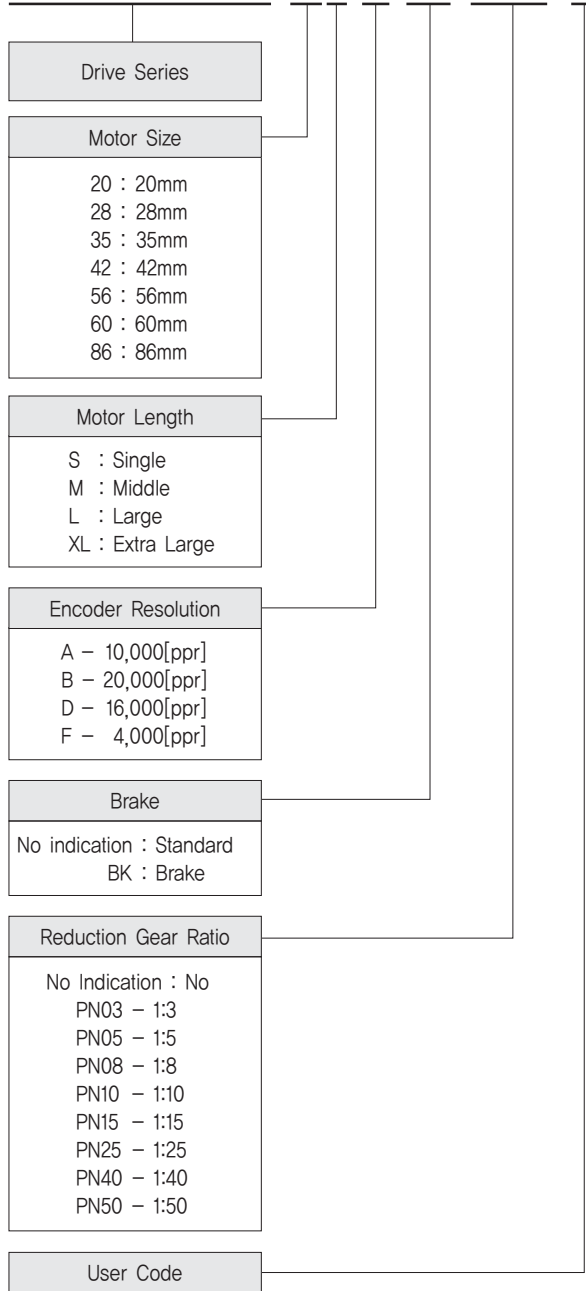 Drive Series
Motor Size
20 : 20mm
28 : 28mm
35 : 35mm
42 : 42mm
56 : 56mm
60 : 60mm
86 : 86mm
Motor Length
S : Single
M : Middle
L : Large
XL : Extra Large
Encoder Resolution
A – 10,000[ppr]
B – 20,000[ppr]
D – 16,000[ppr]
F – 4,000[ppr]
Brake
No indication : Standard
BK : Brake
Reduction Gear Ratio
No Indication : No
PN03 – 1:3
PN05 – 1:5
PN08 – 1:8
PN10 – 1:10
PN15 – 1:15
PN25 – 1:25
PN40 – 1:40
PN50 – 1:50
User Code